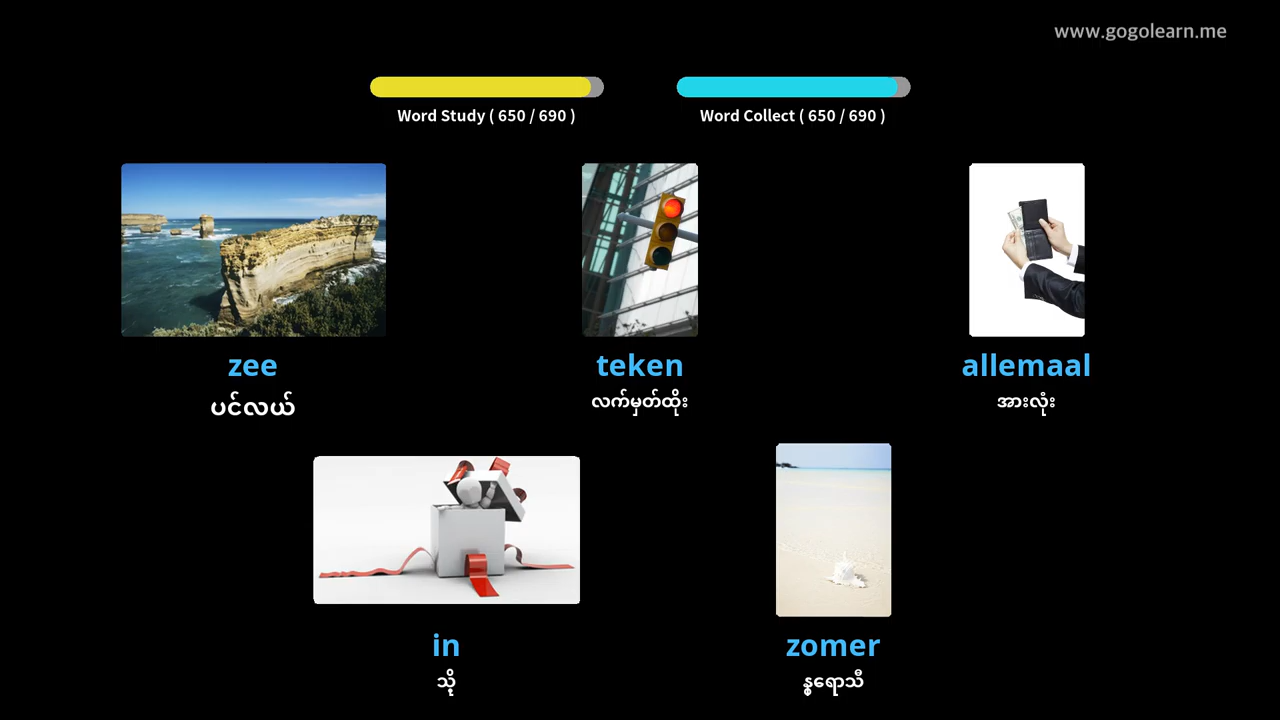 www.gogolearn.me
Word Study ( 650 / 690 )
Word Collect ( 650 / 690 )
zee
ပင်လယ်
teken
လက်မှတ်ထိုး
allemaal
အားလုံး
in
သို့
zomer
နွေရာသီ